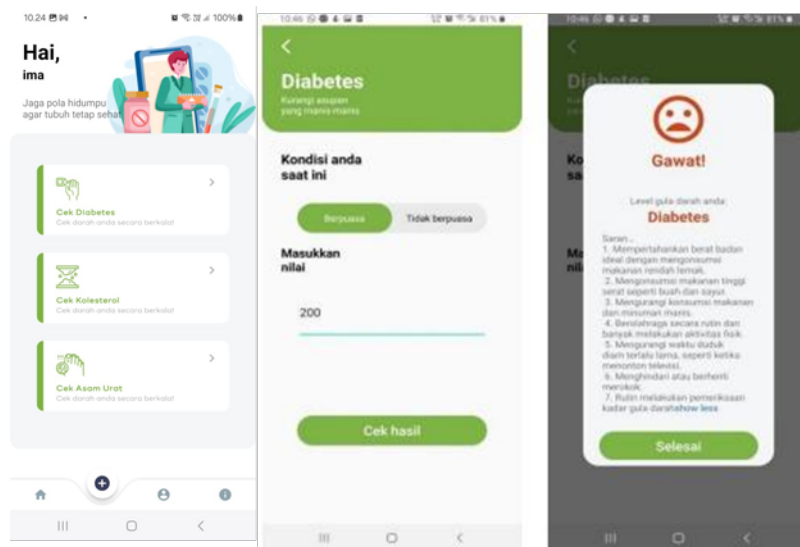 10.24
100%
Hai,
ima
Jaga pola hidumpu
agar tubuh tetap sehat
Cek Diabetes
Cek darah anda secara berkala!
Cek Kolesterol
Cek darah anda secara berkala!
Cek Asam Urat
Cek darah anda secara berkala!
10:46
81%
Diabetes
Kurangi asupan
yang manis-manis
Kondisi anda
saat ini
Berpuasa
Tidak berpuasa
Masukkan
nilai
200
Cek hasil
10:46
81%
Diabetes
Gawat!
Level gula darah anda:
Diabetes
Saran...
1. Mempertahankan berat badan
ideal dengan mengonsumsi
makanan rendah lemak.
2. Mengonsumsi makanan tinggi
serat seperti buah dan sayur.
3. Mengurangi konsumsi makanan
dan minuman manis.
4. Berolahraga secara rutin dan
banyak melakukan aktivitas fisik.
5. Mengurangi waktu duduk
diam terlalu lama, seperti ketika
menonton televisi.
6. Menghindari atau berhenti
merokok.
7. Rutin melakukan pemeriksaan
kadar gula darahshow less
Selesai